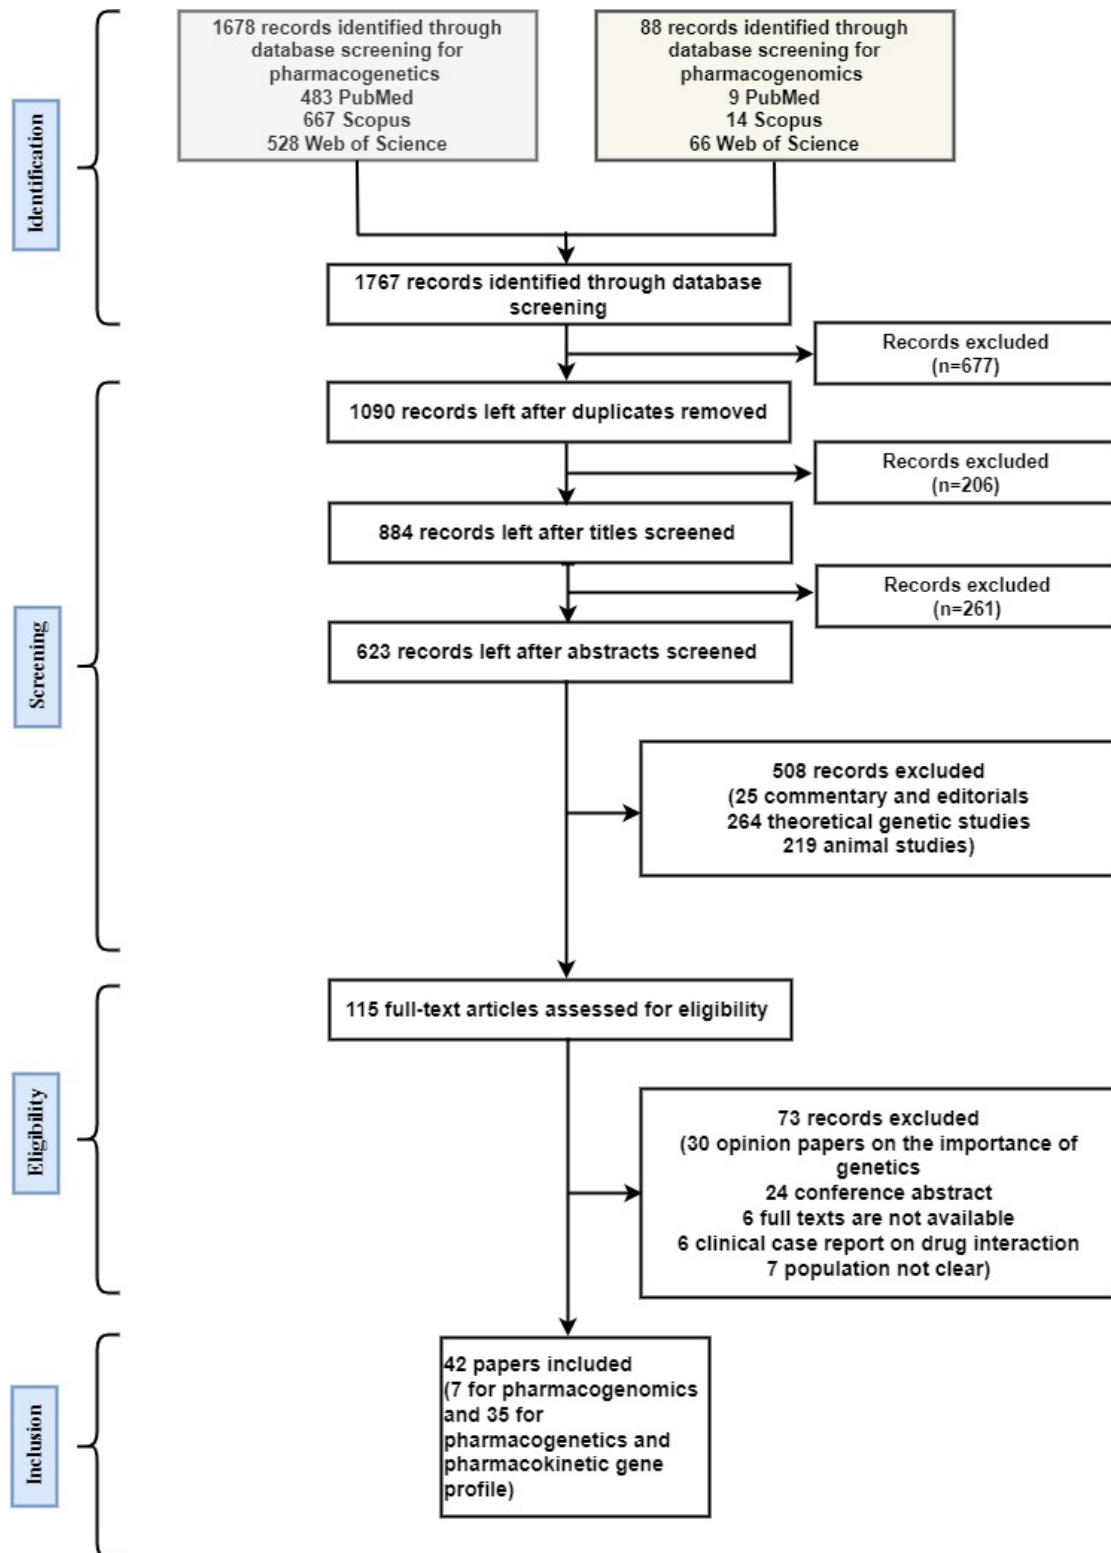 Identification
1678 records identified through
database screening for
pharmacogenetics
483 PubMed
667 Scopus
528 Web of Science
88 records identified through
database screening for
pharmacogenomics
9 PubMed
14 Scopus
66 Web of Science
1767 records identified through database
screening
Records excluded
(n=677)
Screening
1090 records left after duplicates removed
Records excluded
(n=206)
884 records left after titles screened
Records excluded
(n=261)
623 records left after abstracts screened
508 records excluded
(25 commentary and editorials
264 theoretical genetic studies
219 animal studies)
Eligibility
115 full-text articles assessed for eligibility
73 records excluded
(30 opinion papers on the importance of
genetics
24 conference abstract
6 full texts are not available
6 clinical case report on drug interaction
7 population not clear)
Inclusion
42 papers included
(7 for pharmacogenomics
and 35 for
pharmacogenetics and
pharmacokinetic gene
profile)